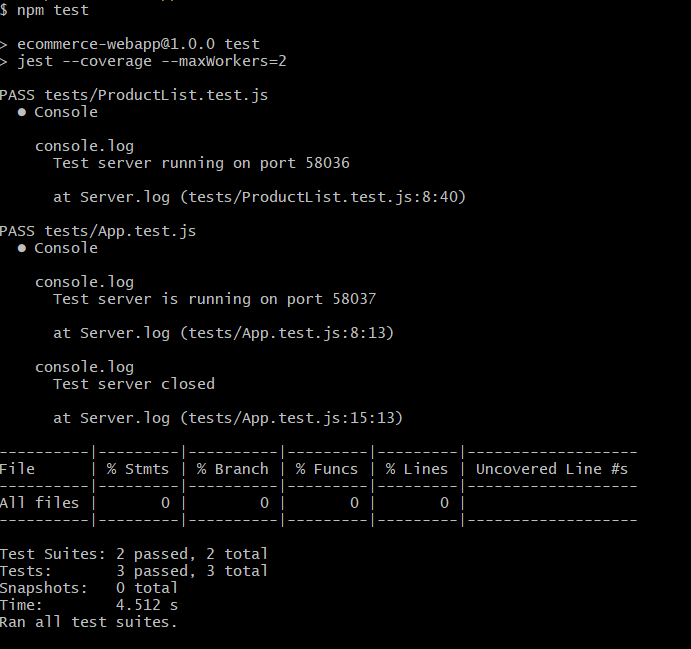 $ npm test
> ecommerce-webapp@1.0.0 test
> jest --coverage --maxWorkers=2
PASS tests/ProductList.test.js
● Console
console.log
Test server running on port 58036
at Server.log (tests/ProductList.test.js:8:40)
PASS tests/App.test.js
● Console
console.log
Test server is running on port 58037
at Server.log (tests/App.test.js:8:13)
console.log
Test server closed
at Server.log (tests/App.test.js:15:13)
----------|---------|----------|---------|---------|-------------------
File      | % Stmts | % Branch | % Funcs | % Lines | Uncovered Line #s
----------|---------|----------|---------|---------|-------------------
All files |       0 |        0 |       0 |       0 |
----------|---------|----------|---------|---------|-------------------
Test Suites: 2 passed, 2 total
Tests:       3 passed, 3 total
Snapshots:   0 total
Time:        4.512 s
Ran all test suites.